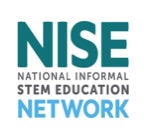 NISE
NATIONAL INFORMAL
STEM EDUCATION
NETWORK